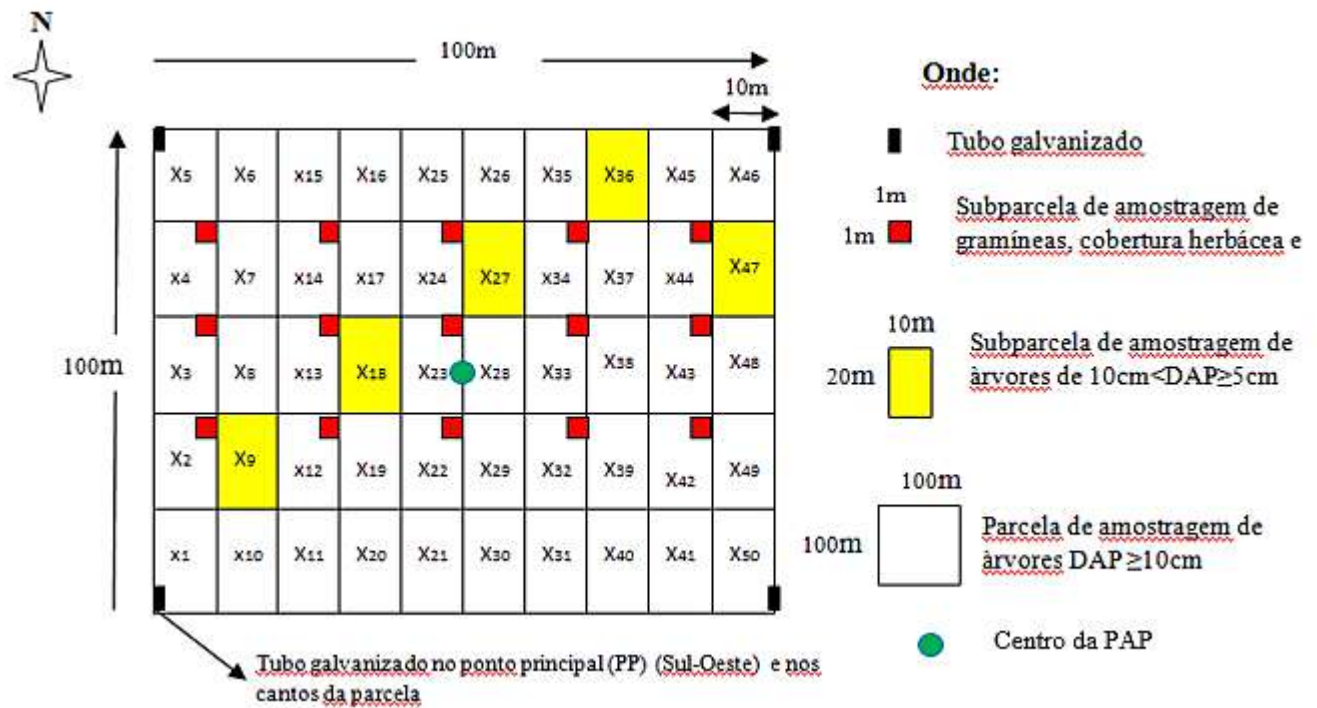 N
100m
10m
100m
X5 X6 x15 X16 X25 X26 X35 X36 X45 X46
x4 X7 x14 x17 x24 X27 x34 X37 x44 X47
X3 X8 x13 X18 X23 X28 X33 X38 X43 X48
X2 X9 x12 X19 X22 X29 X32 X39 X42 X49
x1 x10 X11 X20 X21 X30 X31 X40 X41 X50
Tubo galvanizado no ponto principal (PP) (Sul-Oeste) e nos
cantos da parcela
Onde:
Tubo galvanizado
1m
1m
Subparcela de amostragem de
gramíneas, cobertura herbácea e
10m
20m
Subparcela de amostragem de
àrvores de 10cm<DAP≥5cm
100m
100m
Parcela de amostragem de
àrvores DAP ≥10cm
Centro da PAP